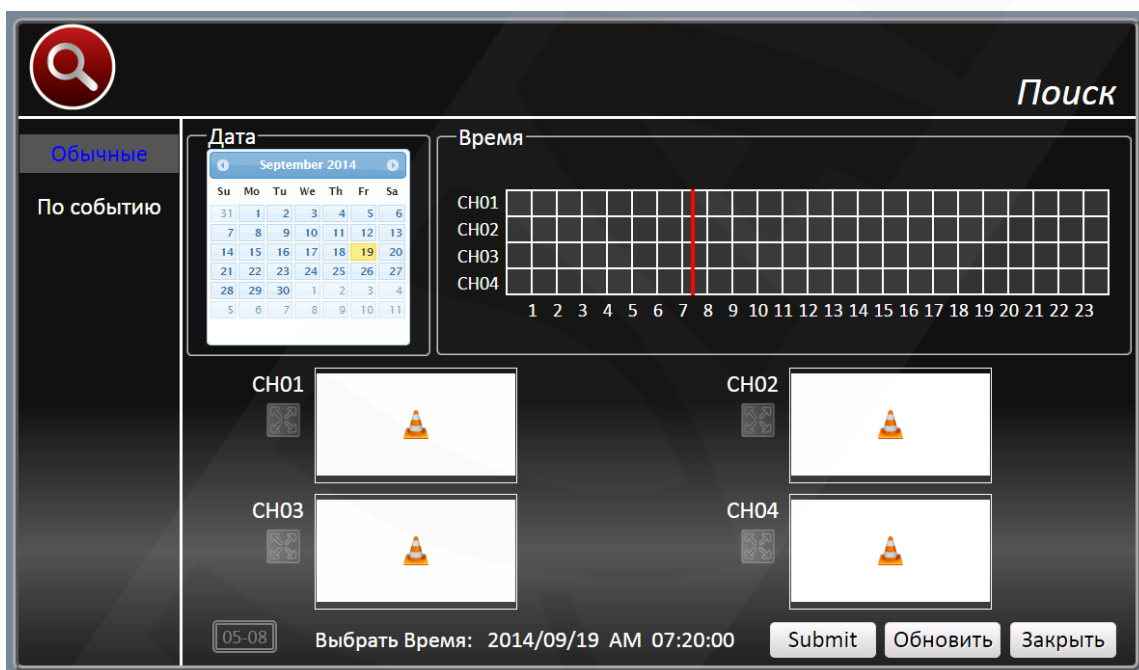 Поиск
Обычные
По событию
Дата
September 2014
Su Mo Tu We Th Fr Sa
31 1 2 3 4 5 6
7 8 9 10 11 12 13
14 15 16 17 18 19 20
21 22 23 24 25 26 27
28 29 30 1 2 3 4
5 6 7 8 9 10 11
Время
CH01
CH02
CH03
CH04
1 2 3 4 5 6 7 8 9 10 11 12 13 14 15 16 17 18 19 20 21 22 23
CH01
CH02
CH03
CH04
05-08
Выбрать Время: 2014/09/19 AM 07:20:00
Submit
Обновить
Закрыть